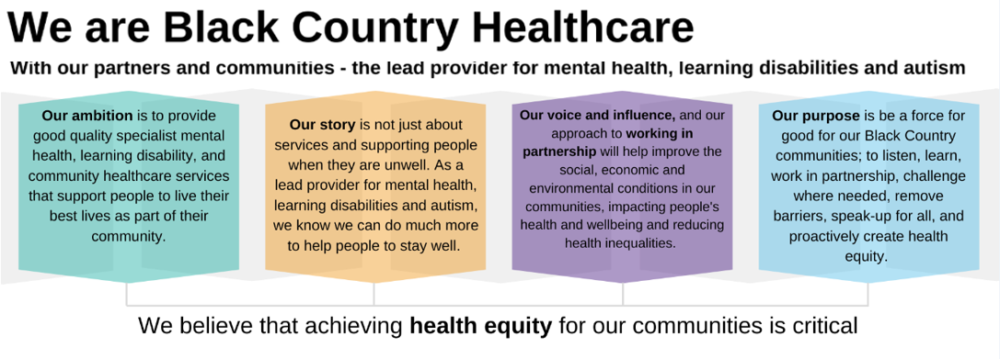 We are Black Country Healthcare
With our partners and communities - the lead provider for mental health, learning disabilities and autism
Our ambition is to provide
good quality specialist mental
health, learning disability, and
community healthcare services
that support people to live their
best lives as part of their
community.
Our story is not just about
services and supporting people
when they are unwell. As a
lead provider for mental health,
learning disabilities and autism,
we know we can do much more
to help people to stay well.
Our voice and influence, and our
approach to working in
partnership will help improve the
social, economic and
environmental conditions in our
communities, impacting people's
health and wellbeing and reducing
health inequalities.
Our purpose is be a force for
good for our Black Country
communities; to listen, learn,
work in partnership, challenge
where needed, remove
barriers, speak-up for all, and
proactively create health
equity.
We believe that achieving health equity for our communities is critical